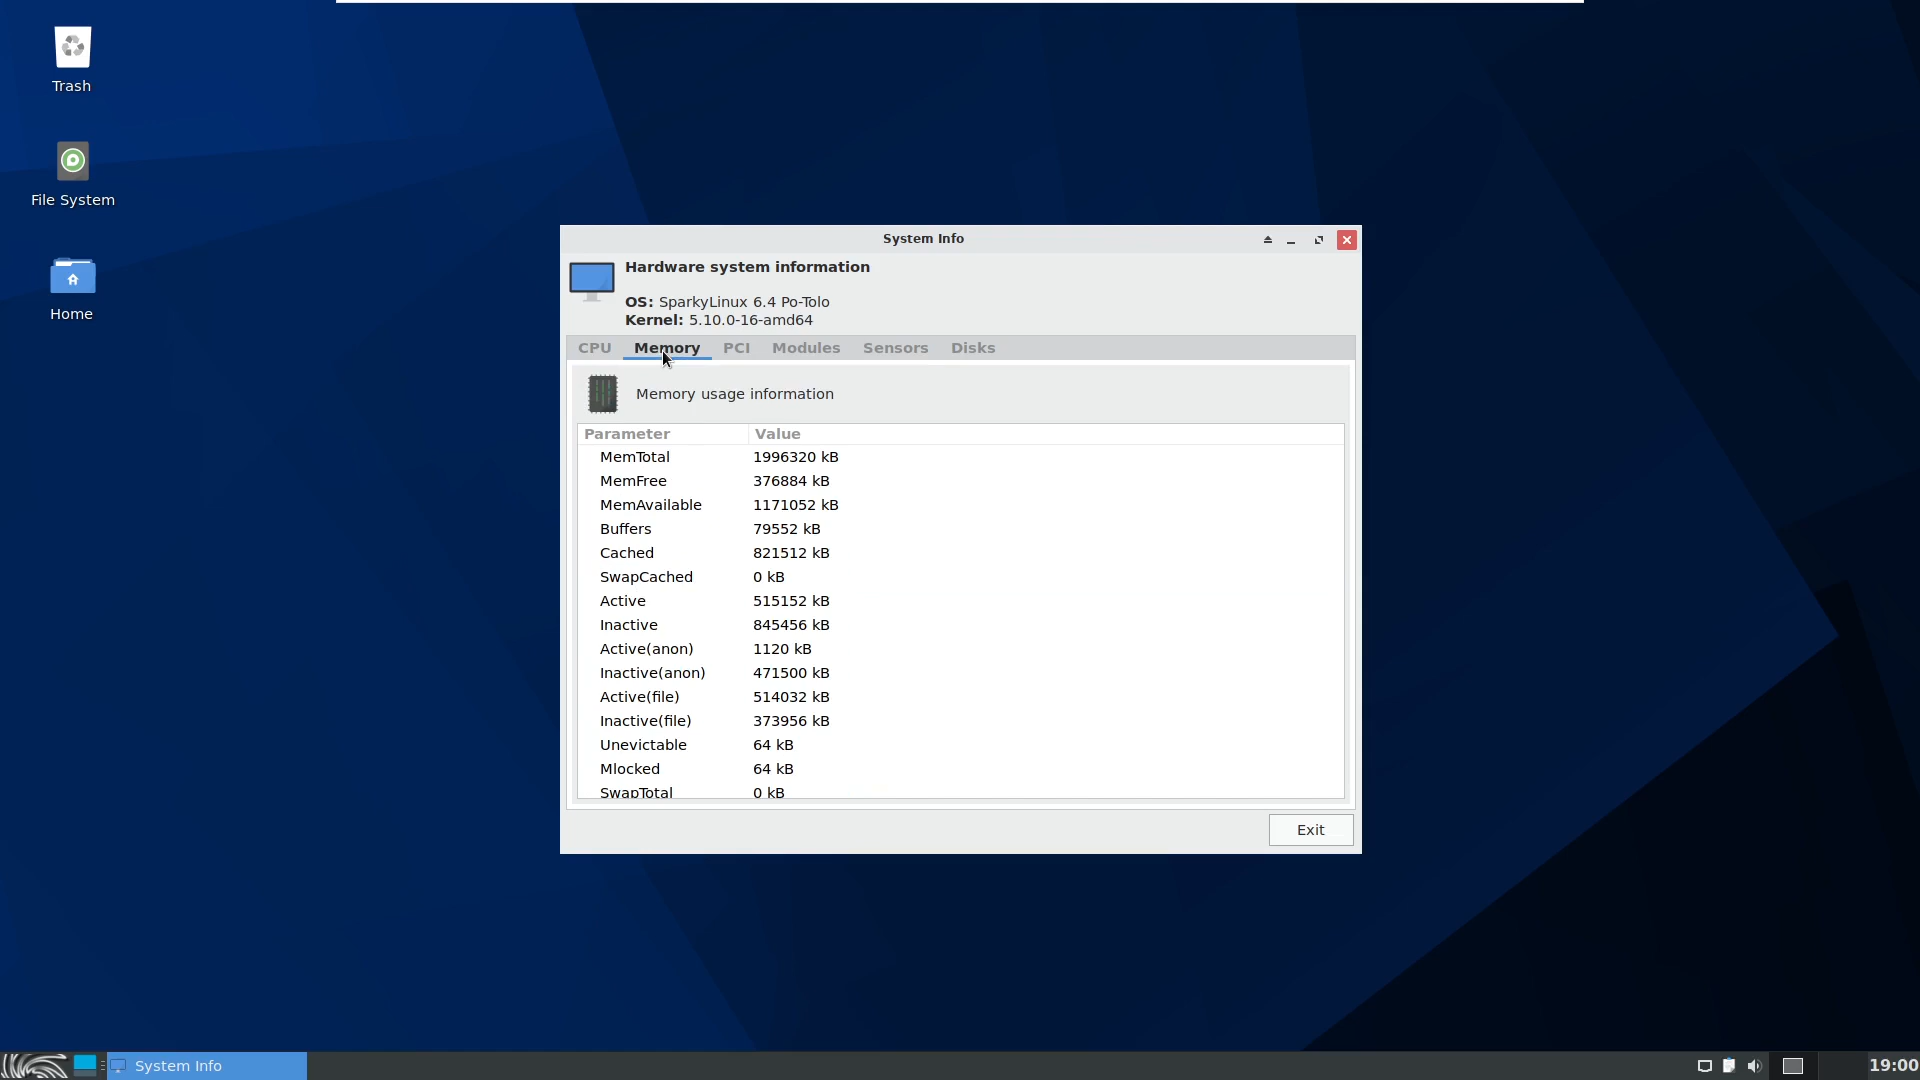 Trash
File System
Home
System Info
Hardware system information
OS: SparkyLinux 6.4 Po-Tolo
Kernel: 5.10.0-16-amd64
CPU Memory PCI Modules Sensors Disks
Memory usage information
Parameter Value
MemTotal 1996320 kB
MemFree 376884 kB
MemAvailable 1171052 kB
Buffers 79552 kB
Cached 821512 kB
SwapCached 0 kB
Active 515152 kB
Inactive 845456 kB
Active(anon) 1120 kB
Inactive(anon) 471500 kB
Active(file) 514032 kB
Inactive(file) 373956 kB
Unevictable 64 kB
Mlocked 64 kB
SwapTotal 0 kB
Exit
System Info
19:00